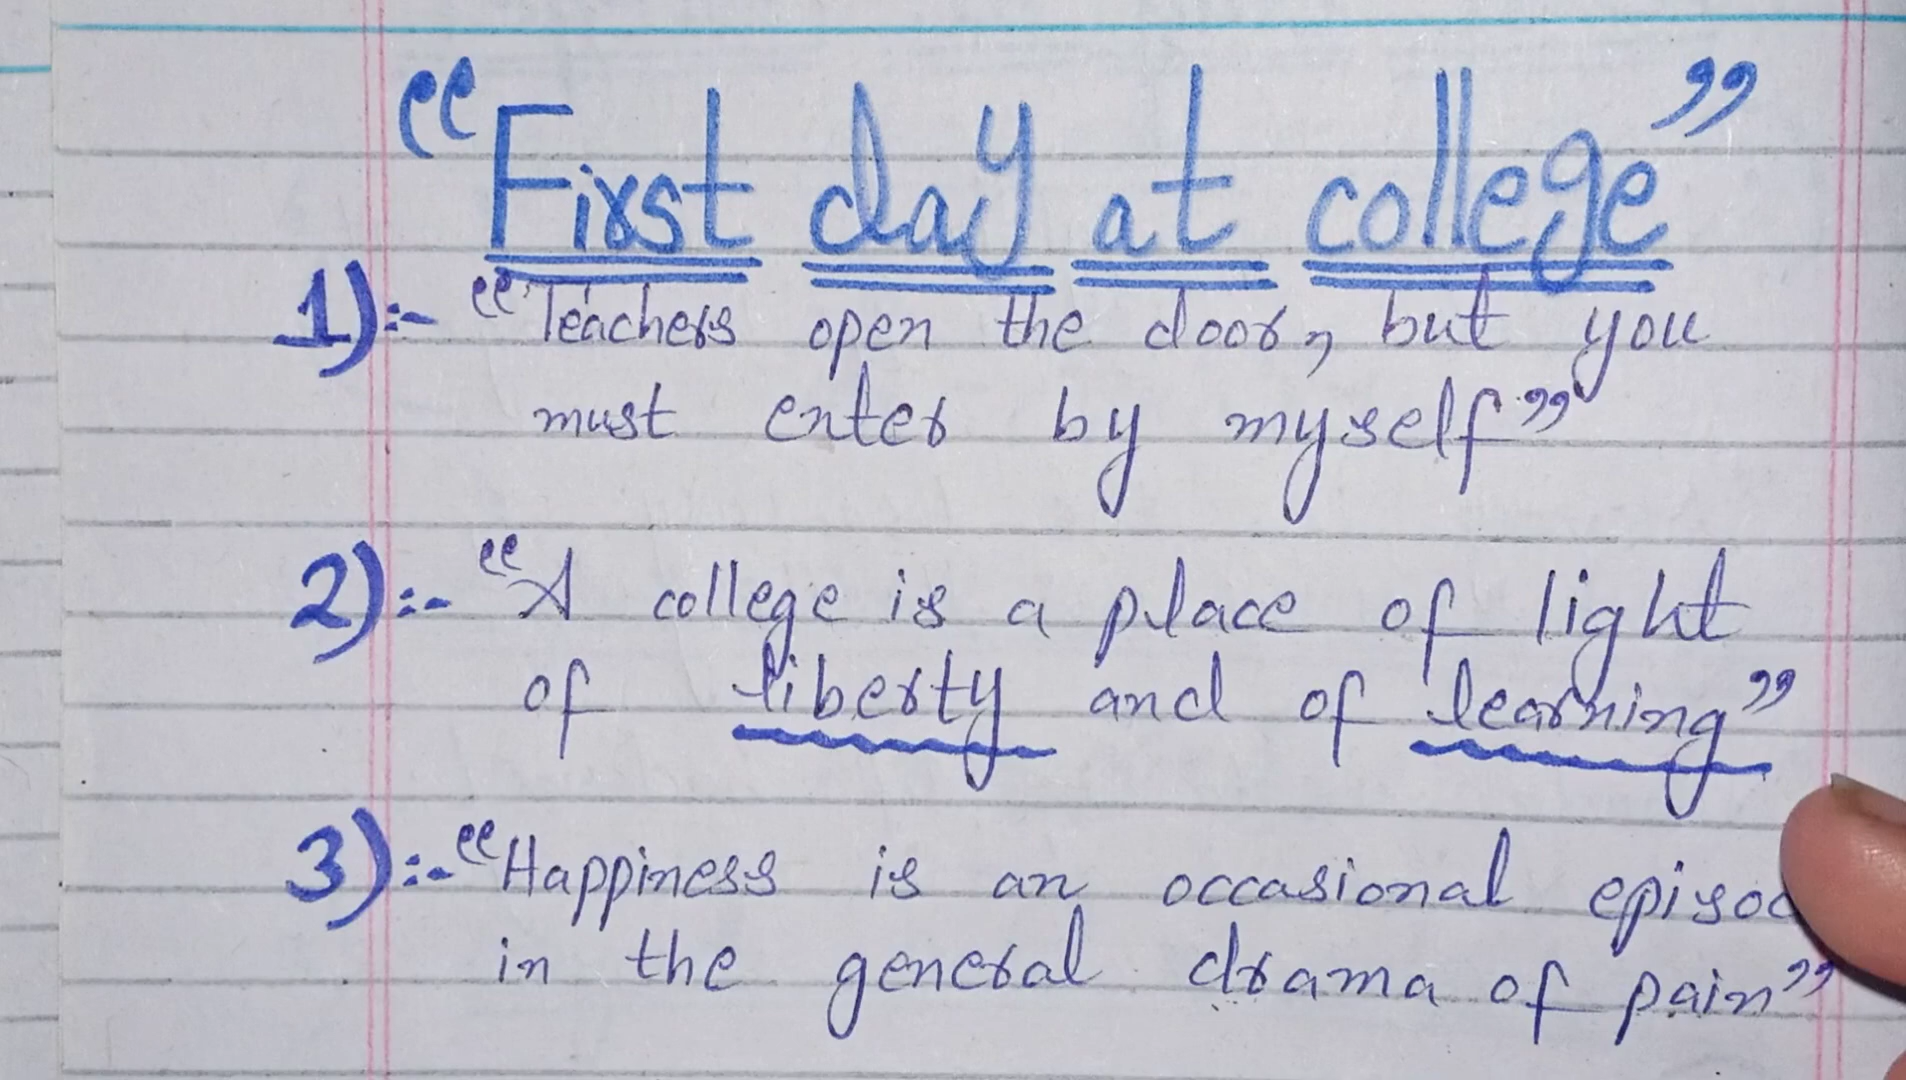 "First day at college"
1):- "Teachers open the door, but you
must enter by myself"
2):- "A college is a place of light
of liberty and of learning"
3):- "Happiness is an occasional
in the general drama of pain"